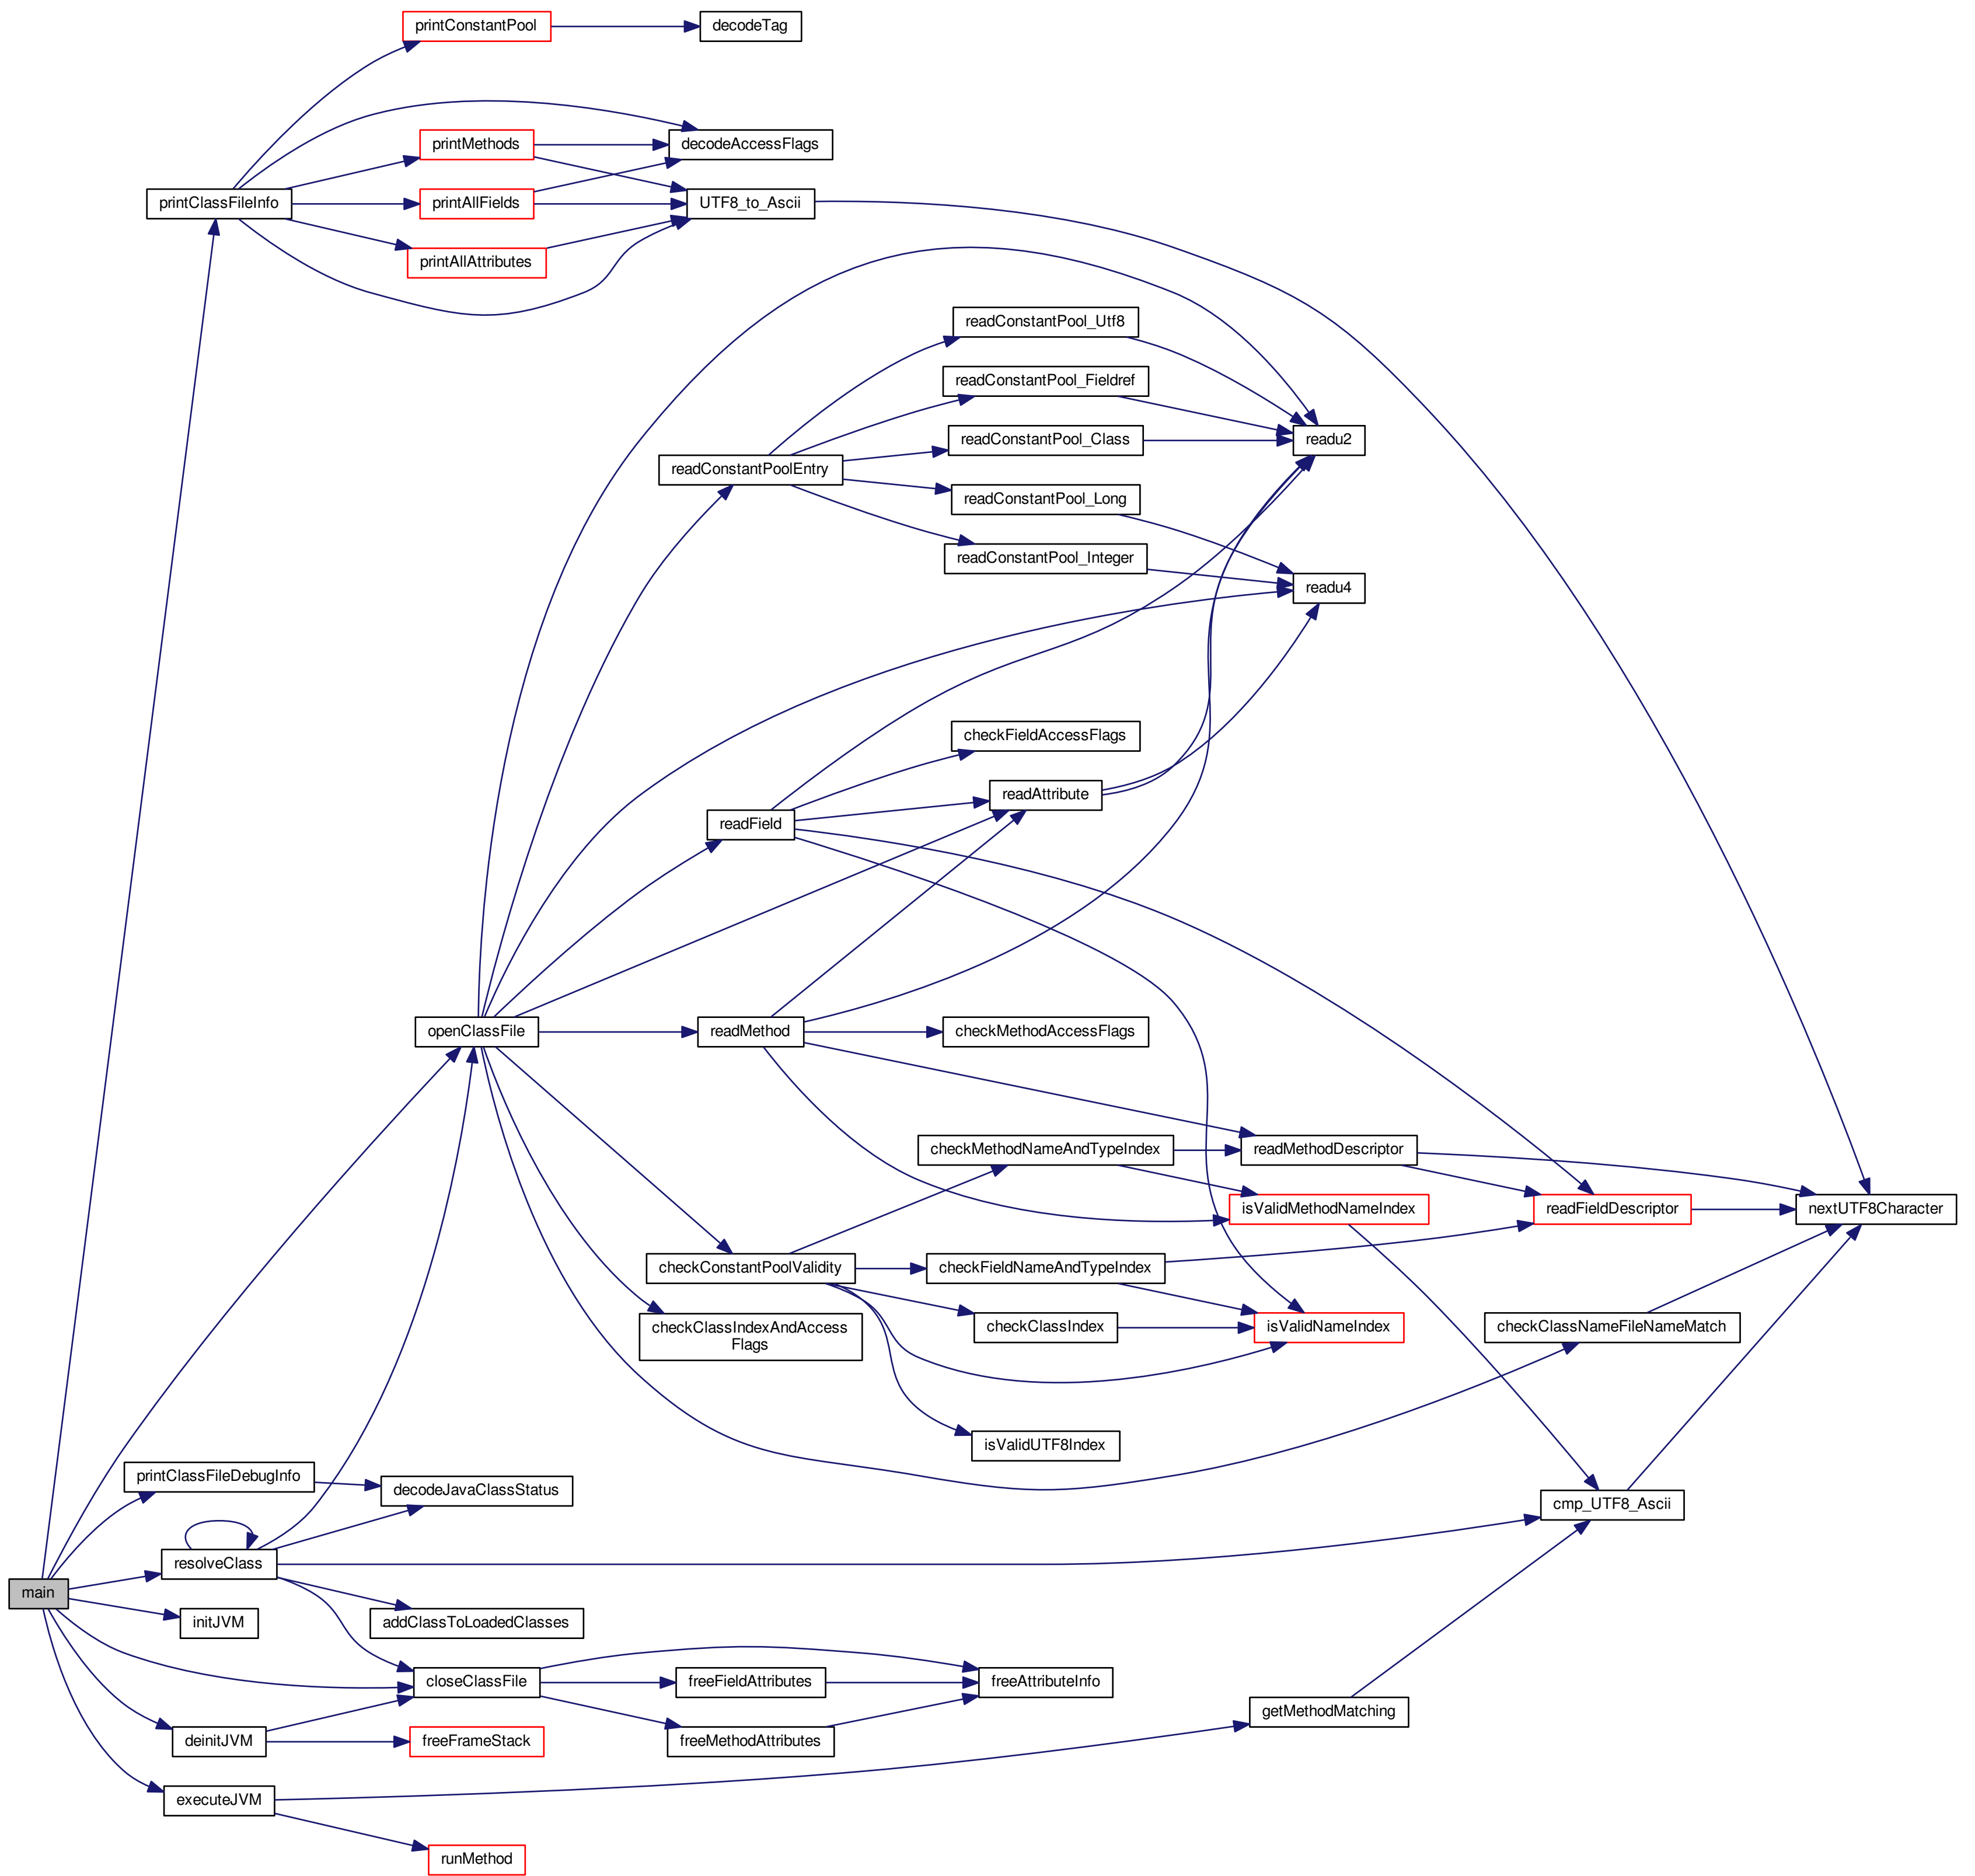 printConstantPool
decodeTag
printMethods
decodeAccessFlags
printClassFileInfo
printAllFields
UTF8_to_Ascii
printAllAttributes
readConstantPool_Utf8
readConstantPool_Fieldref
readConstantPool_Class
readu2
readConstantPoolEntry
readConstantPool_Long
readConstantPool_Integer
readu4
checkFieldAccessFlags
readAttribute
readField
openClassFile
readMethod
checkMethodAccessFlags
checkMethodNameAndTypeIndex
readMethodDescriptor
isValidMethodNameIndex
readFieldDescriptor
nextUTF8Character
checkConstantPoolValidity
checkFieldNameAndTypeIndex
checkClassIndexAndAccess
Flags
checkClassIndex
isValidNameIndex
checkClassNameFileNameMatch
isValidUTF8Index
printClassFileDebugInfo
decodeJavaClassStatus
cmp_UTF8_Ascii
resolveClass
main
initJVM
addClassToLoadedClasses
closeClassFile
freeFieldAttributes
freeAttributeInfo
getMethodMatching
deinitJVM
freeFrameStack
freeMethodAttributes
executeJVM
runMethod